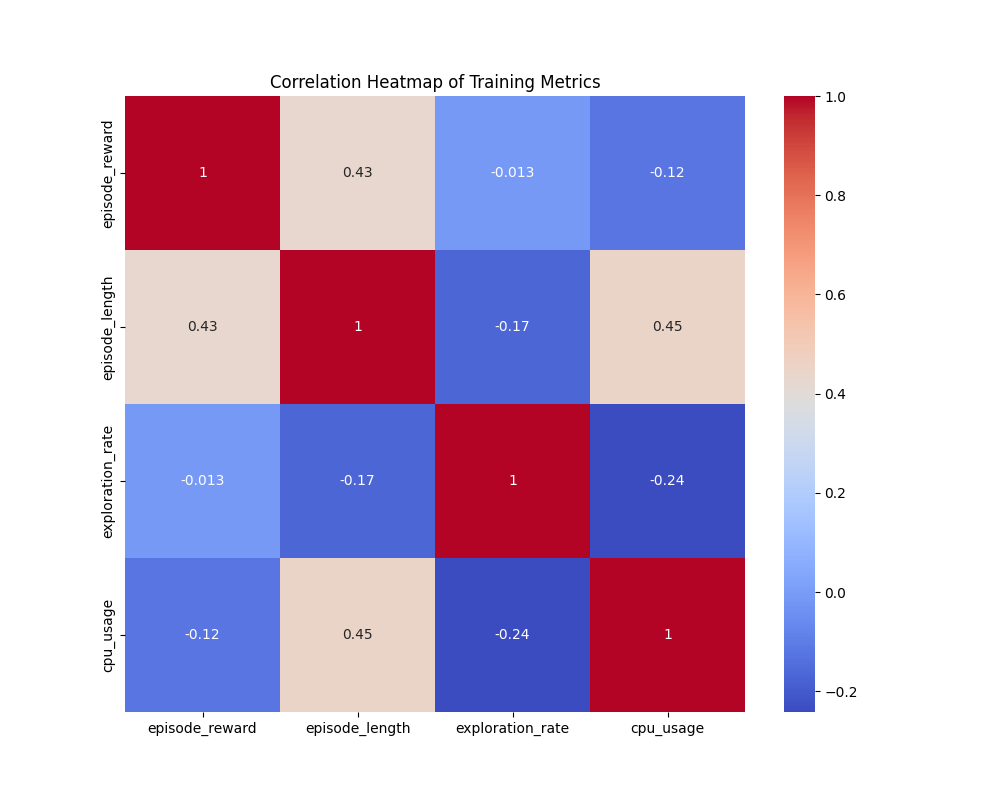 Correlation Heatmap of Training Metrics
episode_reward
1
0.43
-0.013
-0.12
episode_length
0.43
1
-0.17
0.45
exploration_rate
-0.013
-0.17
1
-0.24
cpu_usage
-0.12
0.45
-0.24
1
episode_reward
episode_length
exploration_rate
cpu_usage
1.0
0.8
0.6
0.4
0.2
0.0
−0.2